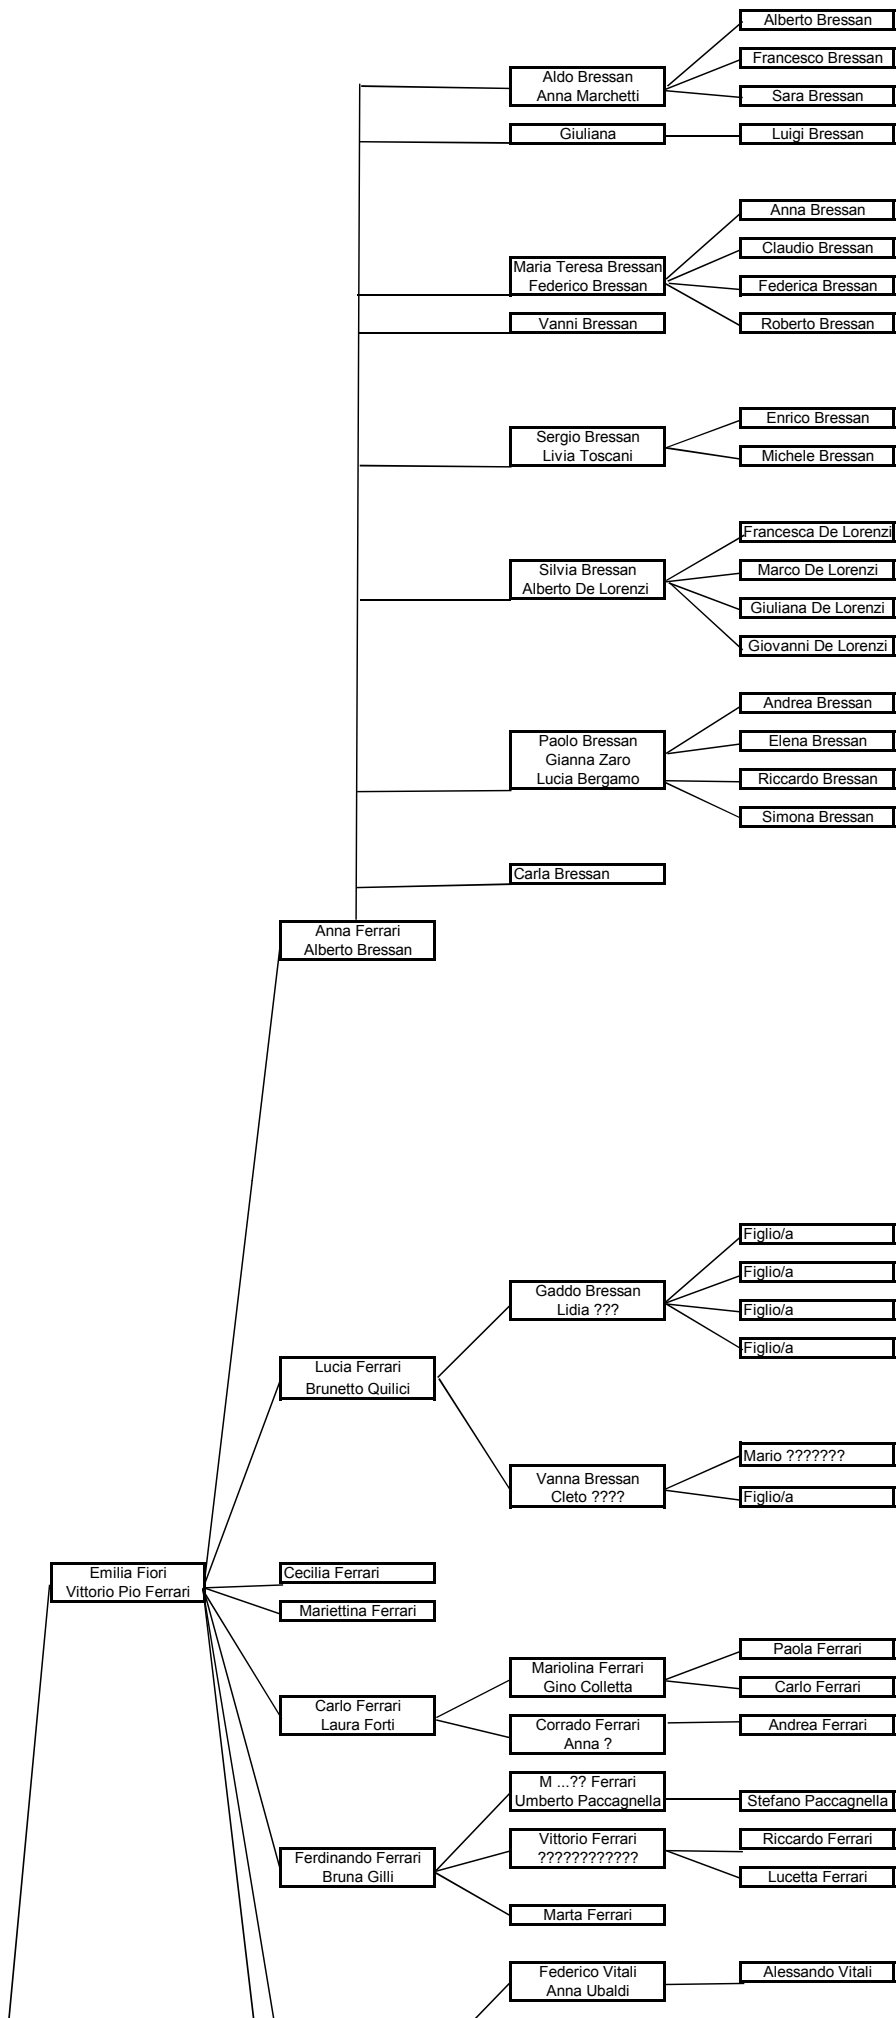 Alberto Bressan
Francesco Bressan
Aldo Bressan
Anna Marchetti
Sara Bressan
Giuliana
Luigi Bressan
Anna Bressan
Claudio Bressan
Maria Teresa Bressan
Federico Bressan
Federica Bressan
Vanni Bressan
Roberto Bressan
Enrico Bressan
Sergio Bressan
Livia Toscani
Michele Bressan
Francesca De Lorenzi
Silvia Bressan
Alberto De Lorenzi
Marco De Lorenzi
Giuliana De Lorenzi
Giovanni De Lorenzi
Andrea Bressan
Paolo Bressan
Gianna Zaro
Lucia Bergamo
Elena Bressan
Riccardo Bressan
Simona Bressan
Carla Bressan
Anna Ferrari
Alberto Bressan
Figlio/a
Figlio/a
Gaddo Bressan
Lidia ???
Figlio/a
Figlio/a
Lucia Ferrari
Brunetto Quilici
Mario ???????
Vanna Bressan
Cleto ????
Figlio/a
Emilia Fiori
Vittorio Pio Ferrari
Cecilia Ferrari
Mariettina Ferrari
Paola Ferrari
Mariolina Ferrari
Gino Colletta
Carlo Ferrari
Carlo Ferrari
Laura Forti
Corrado Ferrari
Anna ?
Andrea Ferrari
M ...?? Ferrari
Umberto Paccagnella
Stefano Paccagnella
Vittorio Ferrari
????????????
Riccardo Ferrari
Ferdinando Ferrari
Bruna Gilli
Lucetta Ferrari
Marta Ferrari
Federico Vitali
Anna Ubaldi
Alessando Vitali